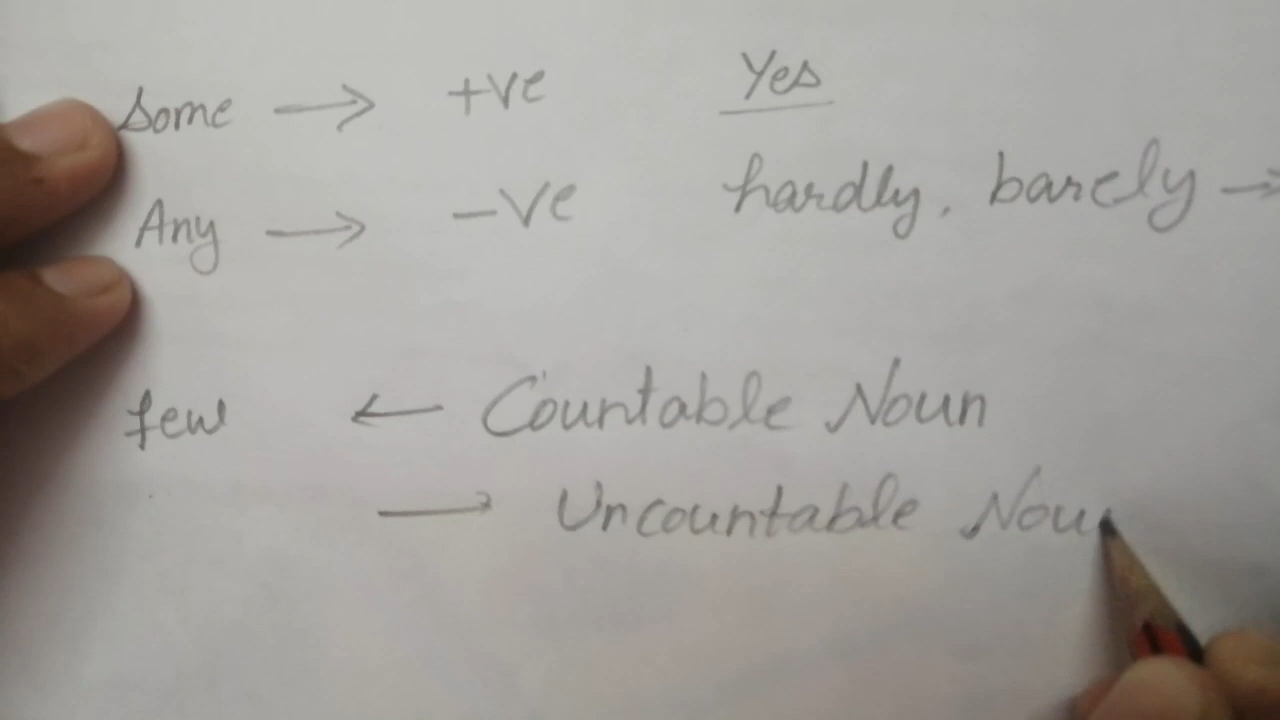 Some → +ve Yes
Any → -ve hardly, barely →
few ← Countable Noun
→ Uncountable Nou